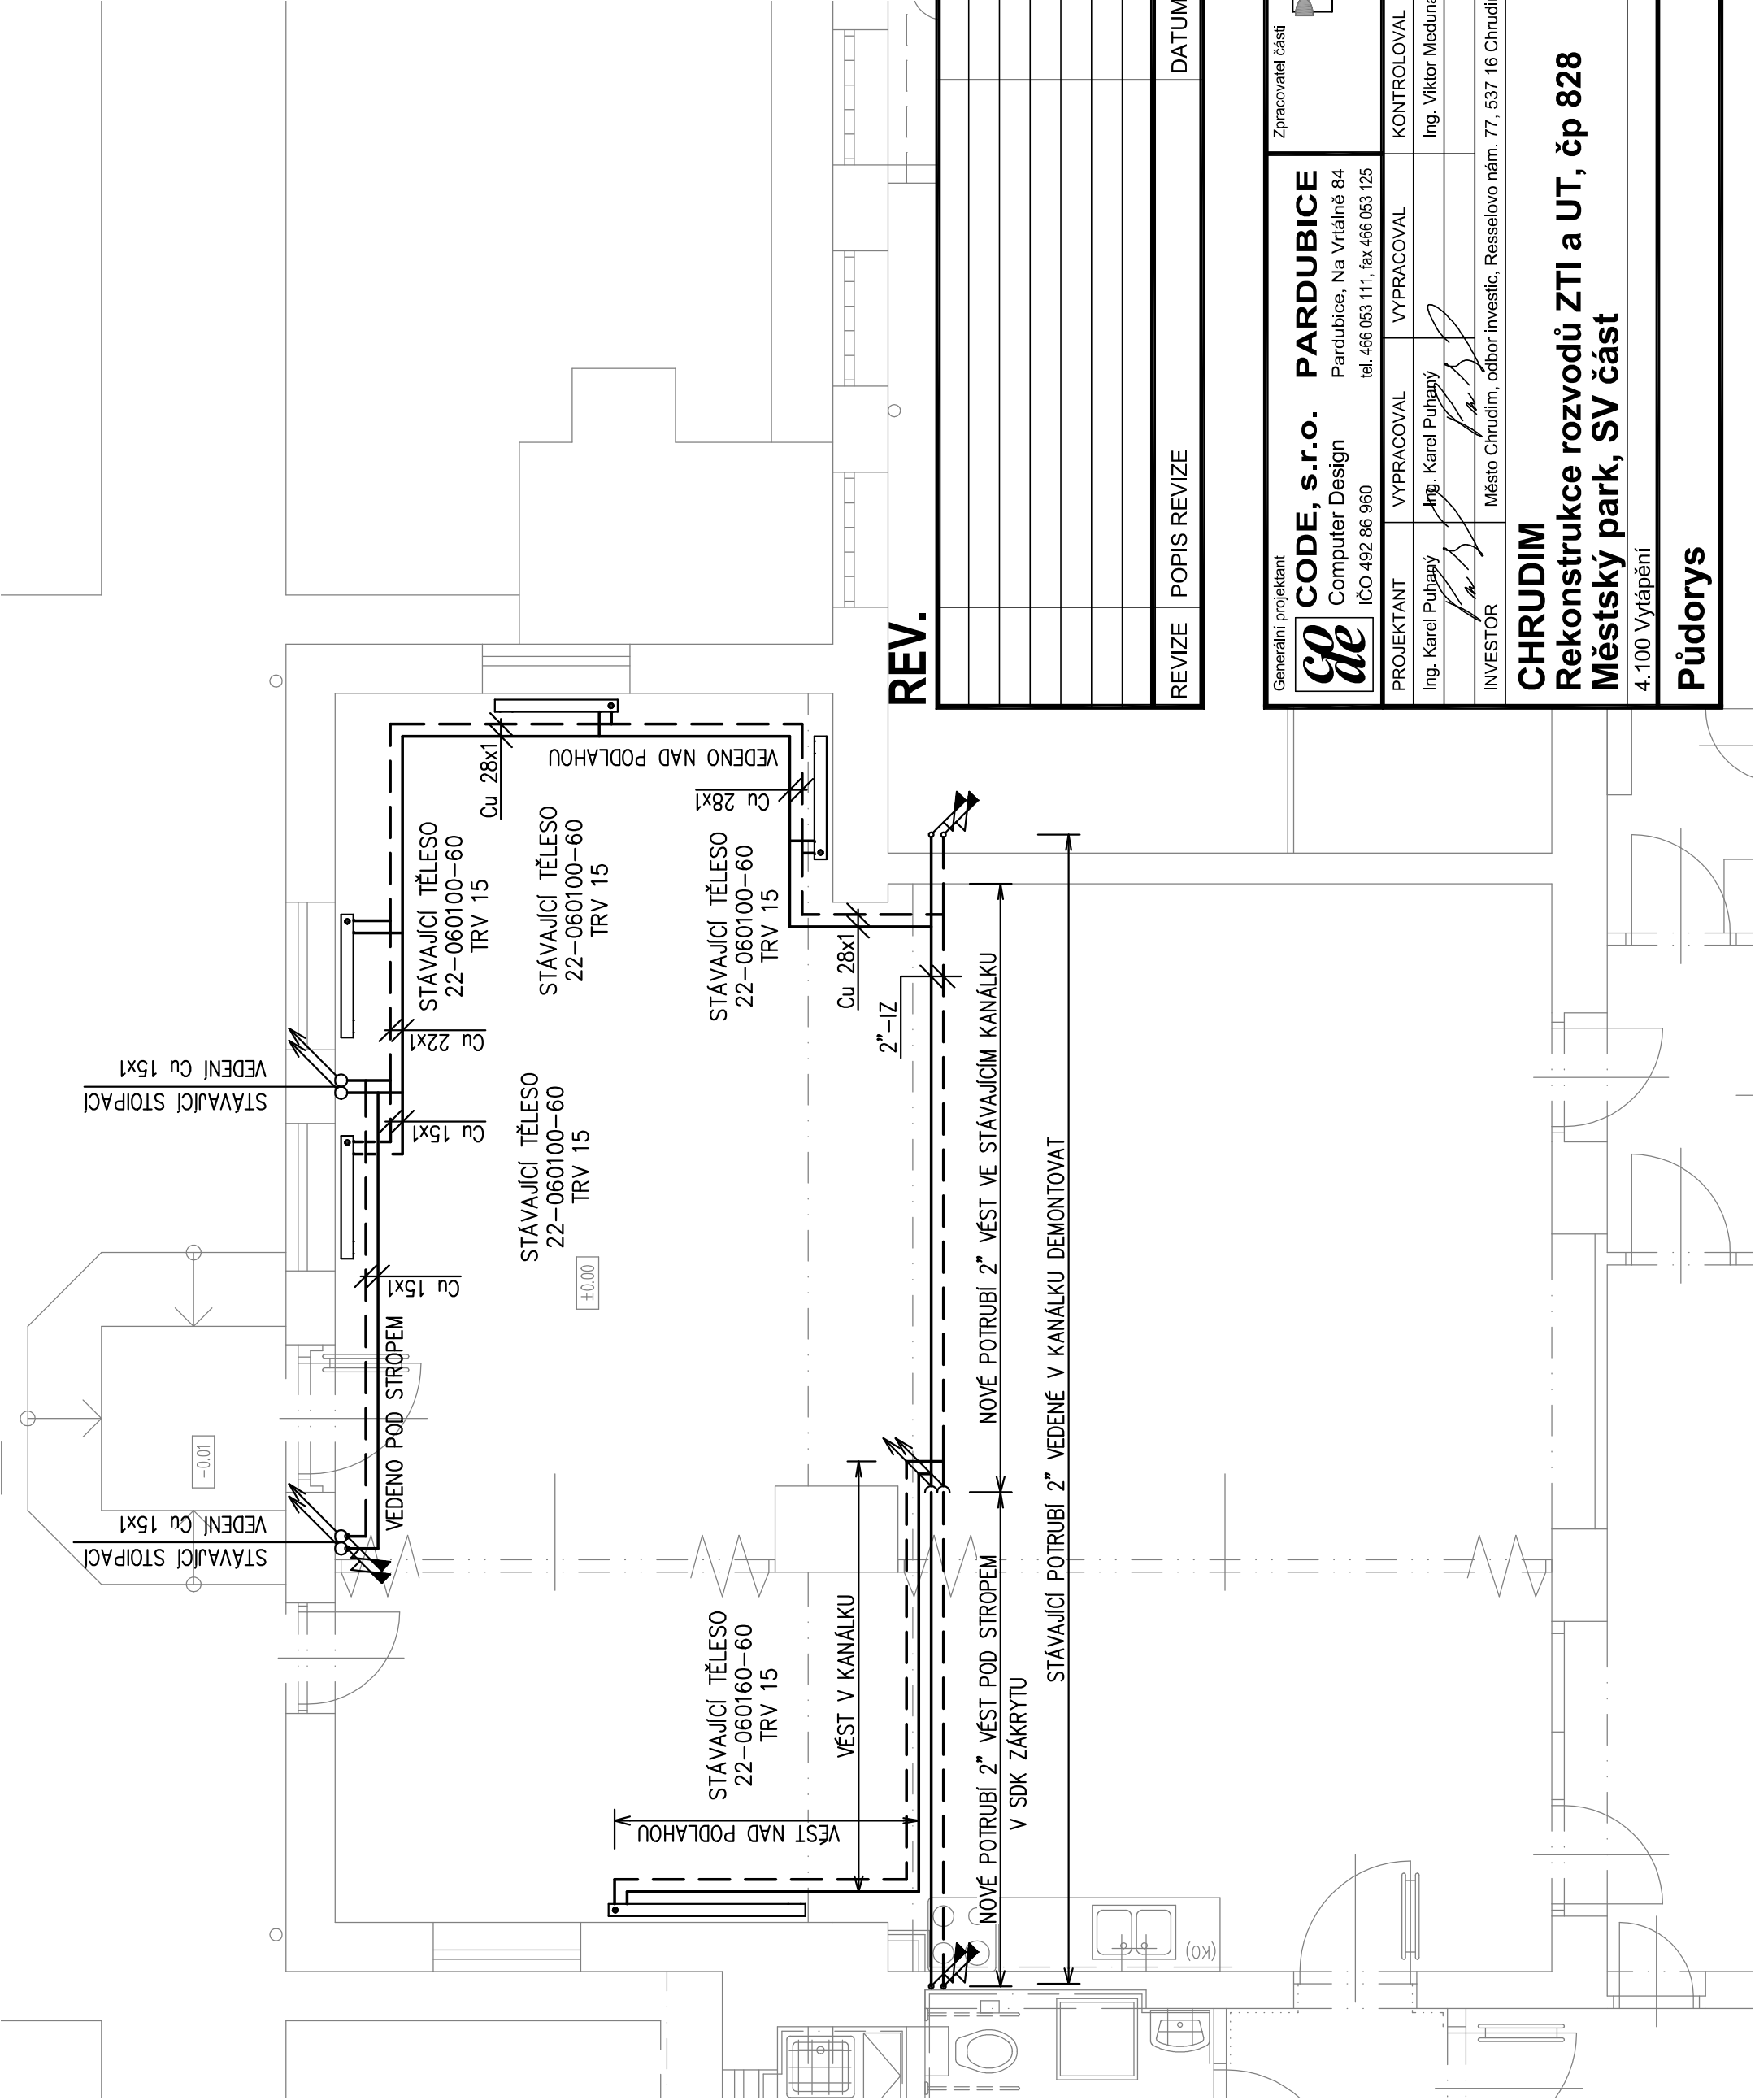 STÁVAJÍCÍ STOIPACÍ
VEDENÍ Cu 15x1
STÁVAJÍCÍ STOIPACÍ
VEDENÍ Cu 15x1
-0.01
VEDENO POD STROPEM
Cu 15x1
Cu 15x1
Cu 22x1
STÁVAJÍCÍ TĚLESO
22-060100-60
TRV 15
Cu 28x1
VEDENO NAD PODLAHOU
STÁVAJÍCÍ TĚLESO
22-060100-60
TRV 15
STÁVAJÍCÍ TĚLESO
22-060100-60
TRV 15
±0.00
STÁVAJÍCÍ TĚLESO
22-060100-60
TRV 15
Cu 28x1
Cu 28x1
2"-IZ
STÁVAJÍCÍ TĚLESO
22-060160-60
TRV 15
VÉST V KANÁLKU
VÉST NAD PODLAHOU
NOVÉ POTRUBÍ 2" VÉST POD STROPEM
V SDK ZÁKRYTU
NOVÉ POTRUBÍ 2" VÉST VE STÁVAJÍCÍM KANÁLKU
STÁVAJÍCÍ POTRUBÍ 2" VEDENÉ V KANÁLKU DEMONTOVAT
(KO)
REV.
REVIZE POPIS REVIZE DATUM
Generální projektant
code
CODE, s.r.o. PARDUBICE
Computer Design Pardubice, Na Vrtálně 84
IČO 492 86 960 tel. 466 053 111, fax 466 053 125
Zpracovatel části
PROJEKTANT VYPRACOVAL VYPRACOVAL KONTROLOVAL
Ing. Karel Puhaný Ing. Karel Puhaný Ing. Viktor Meduna
INVESTOR Město Chrudim, odbor investic, Resselovo nám. 77, 537 16 Chrudi
CHRUDIM
Rekonstrukce rozvodů ZTI a UT, čp 828
Městský park, SV část
4.100 Vytápění
Půdorys